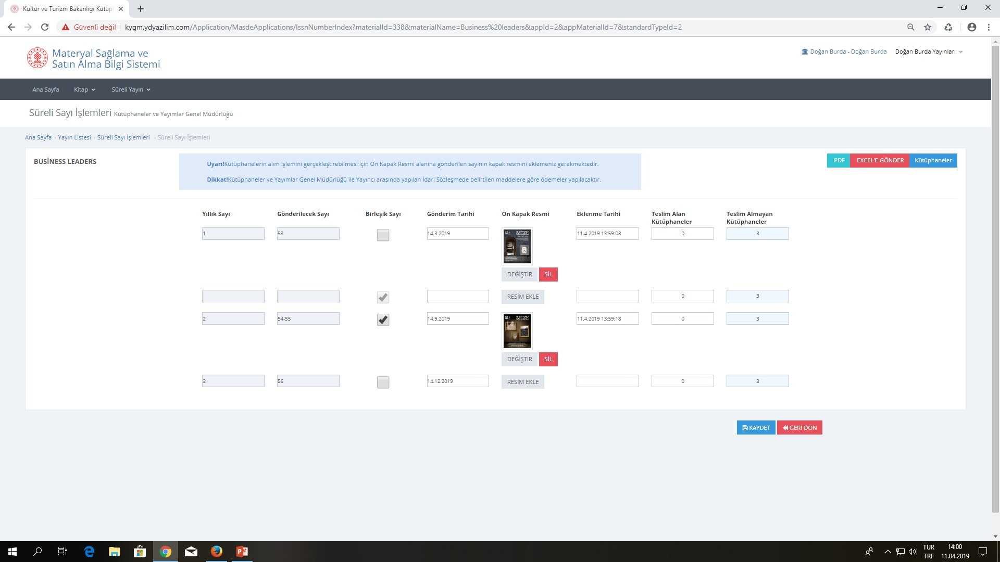 Kültür ve Turizm Bakanlığı Kütüp
Güvenli değil
kygm.ydyazilim.com/Application/MasdeApplications/IssnNumberIndex?materialId=338&materialName=Business%20leaders&appId=2&appMaterialId=7&standardTypeId=2
Materyal Sağlama ve
Satın Alma Bilgi Sistemi
Doğan Burda - Doğan Burda
Doğan Burda Yayınları
Ana Sayfa
Kitap
Süreli Yayın
Süreli Sayı İşlemleri Kütüphaneler ve Yayımlar Genel Müdürlüğü
Ana Sayfa › Yayın Listesi › Süreli Sayı İşlemleri › Süreli Sayı İşlemleri
BUSİNESS LEADERS
Uyarı!Kütüphanelerin alım işlemini gerçekleştirebilmesi için Ön Kapak Resmi alanına gönderilen sayının kapak resmini eklemeniz gerekmektedir.
Dikkat!Kütüphaneler ve Yayımlar Genel Müdürlüğü ile Yayıncı arasında yapılan İdari Sözleşmede belirtilen maddelere göre ödemeler yapılacaktır.
PDF
EXCEL'E GÖNDER
Kütüphaneler
Yıllık Sayı
Gönderilecek Sayı
Birleşik Sayı
Gönderim Tarihi
Ön Kapak Resmi
Eklenme Tarihi
Teslim Alan
Kütüphaneler
Teslim Almayan
Kütüphaneler
1
53
14.3.2019
MÜZE
11.4.2019 13:59:08
0
3
DEĞİŞTİR
SİL
RESİM EKLE
0
3
2
54-55
14.9.2019
MÜZE
11.4.2019 13:59:18
0
3
DEĞİŞTİR
SİL
3
56
14.12.2019
RESİM EKLE
0
3
KAYDET
GERİ DÖN
TUR
TRF
14:00
11.04.2019